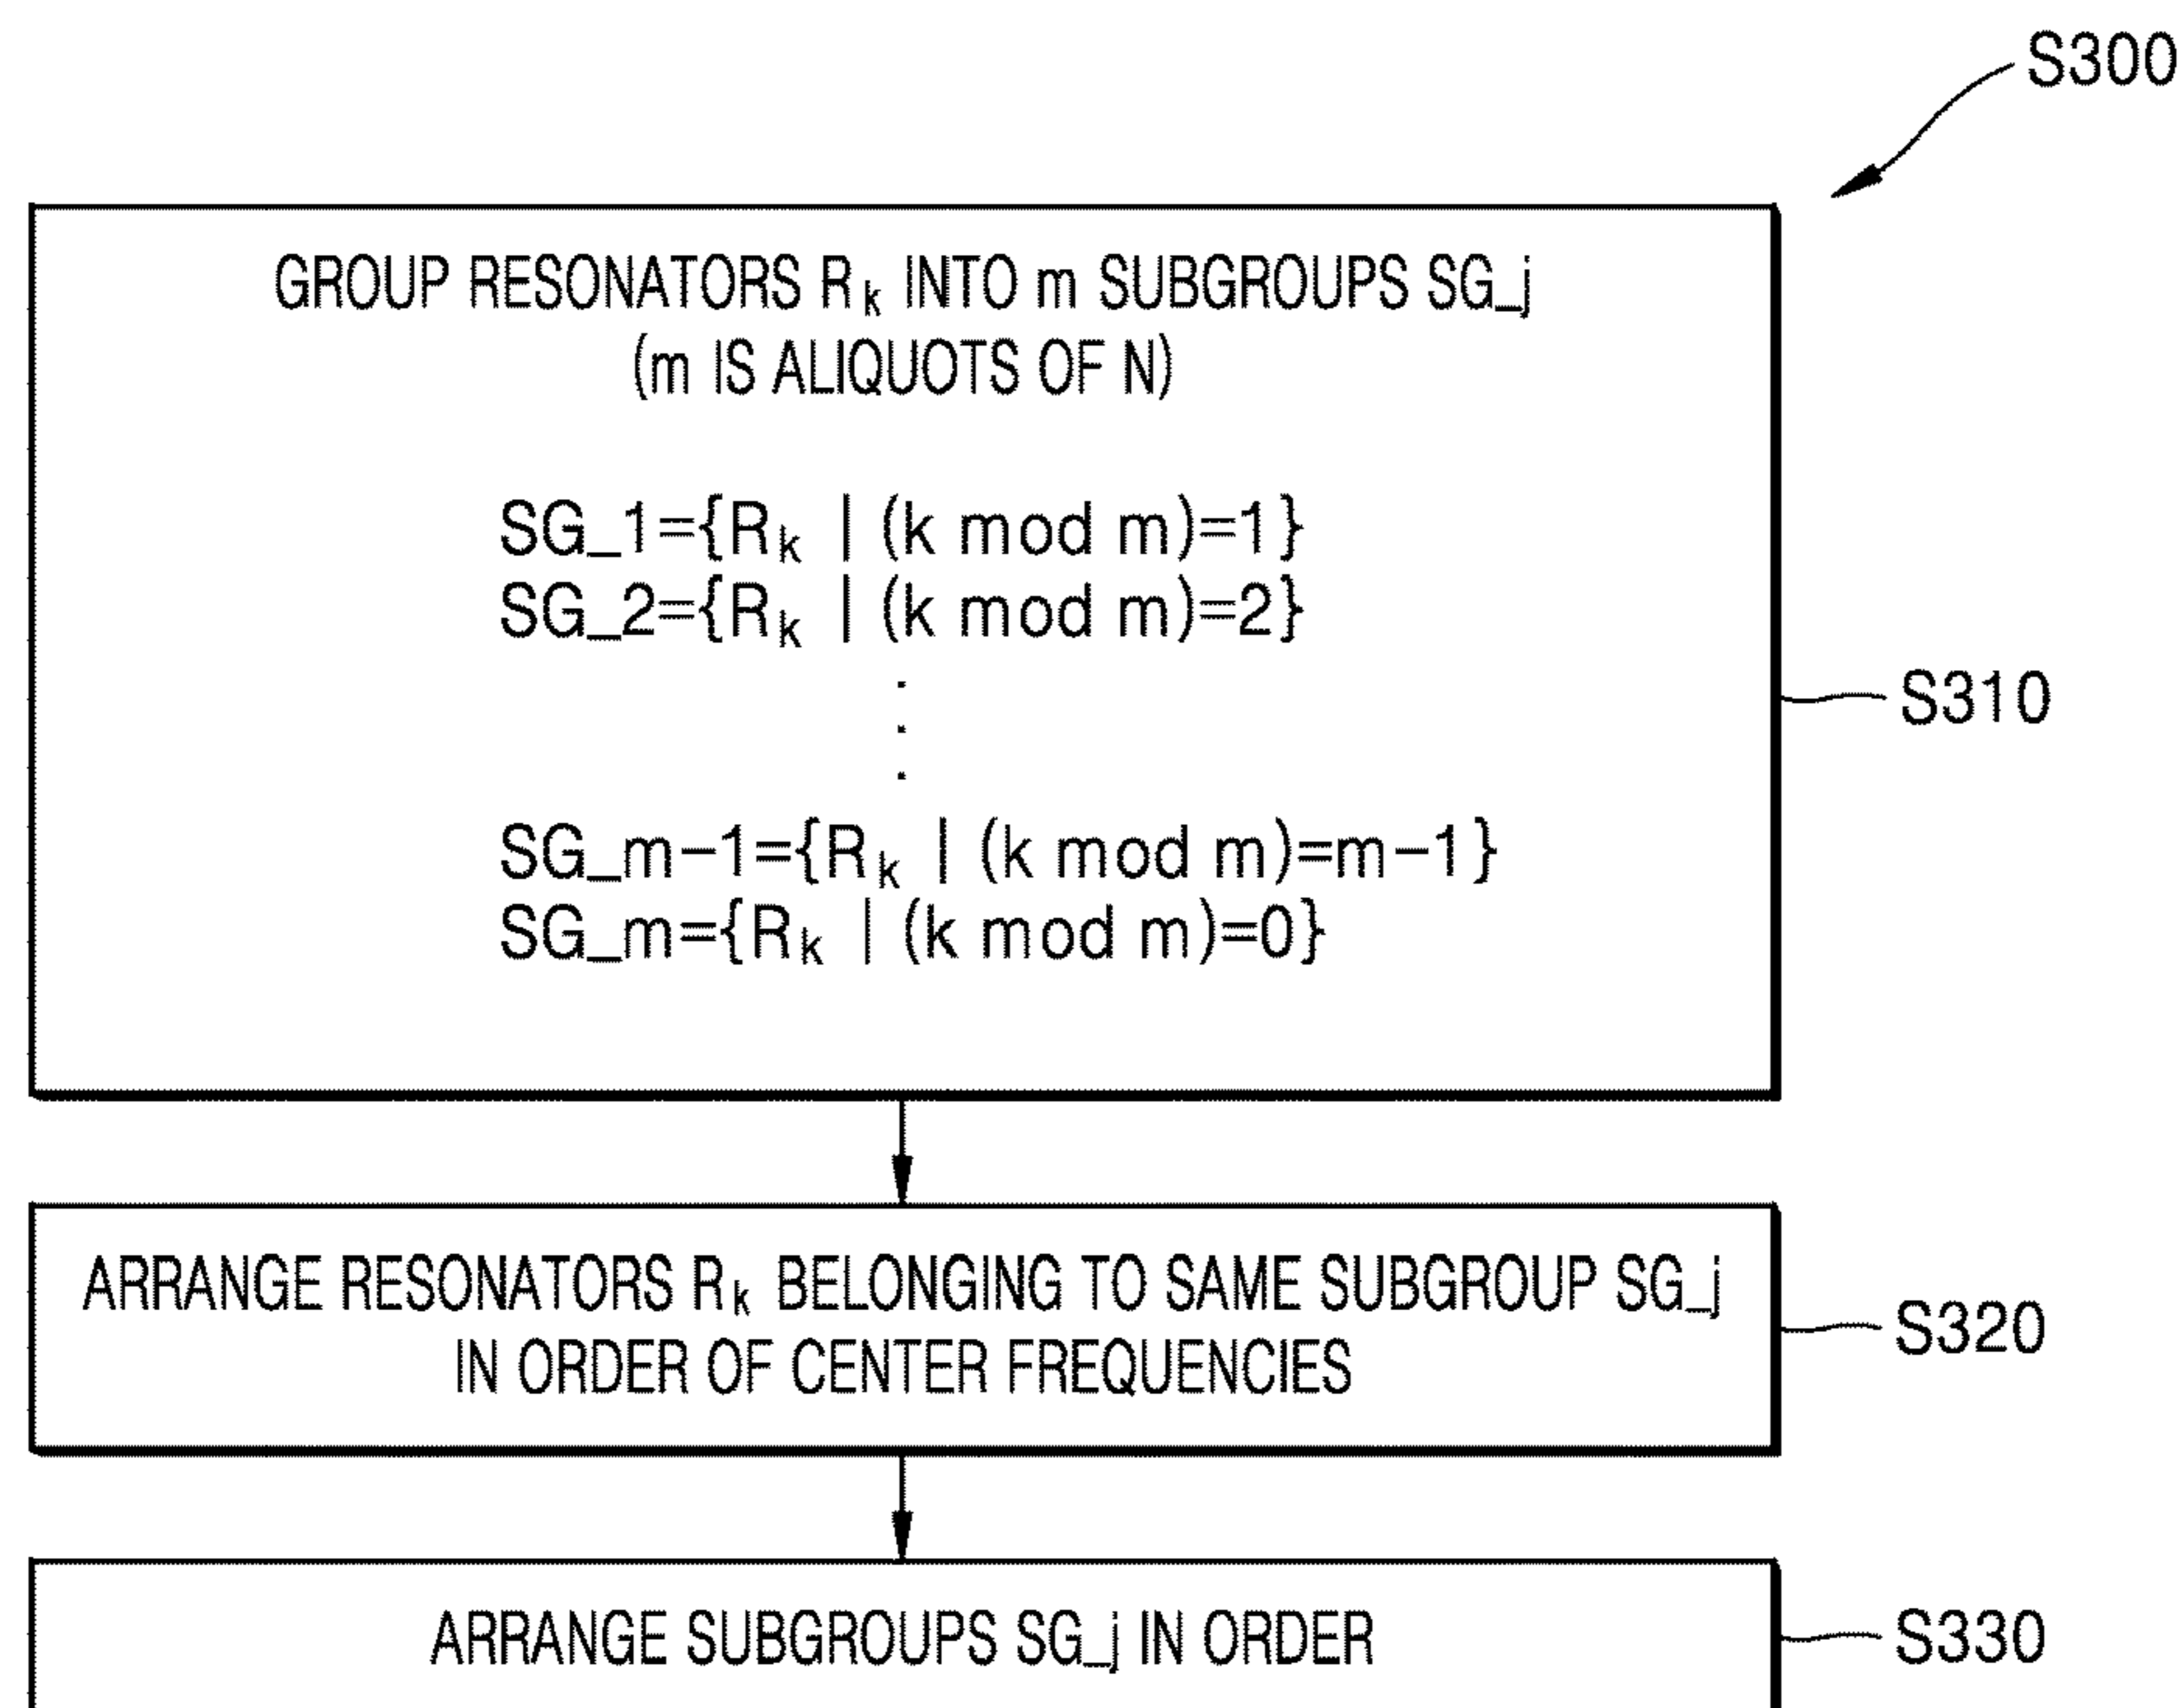 S300
GROUP RESONATORS Rk INTO m SUBGROUPS SG_j
(m IS ALIQUOTS OF N)
SG_1={Rk | (k mod m)=1}
SG_2={Rk | (k mod m)=2}
.
.
.
SG_m-1={Rk | (k mod m)=m-1}
SG_m={Rk | (k mod m)=0}
S310
ARRANGE RESONATORS Rk BELONGING TO SAME SUBGROUP SG_j
IN ORDER OF CENTER FREQUENCIES
S320
ARRANGE SUBGROUPS SG_j IN ORDER
S330